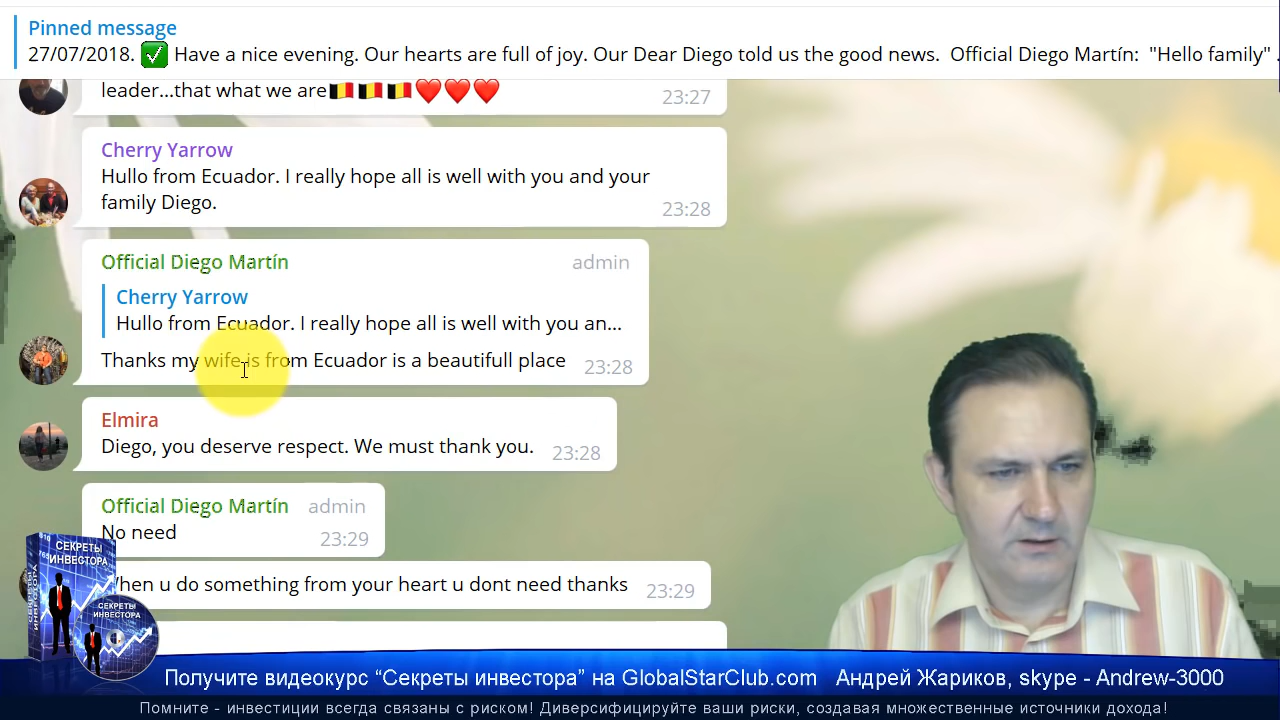 Pinned message
27/07/2018. ✅ Have a nice evening. Our hearts are full of joy. Our Dear Diego told us the good news. Official Diego Martín: "Hello family"
leader...that what we are🇧🇪🇧🇪🇧🇪❤️❤️❤️
23:27
Cherry Yarrow
Hullo from Ecuador. I really hope all is well with you and your
family Diego.
23:28
Official Diego Martín admin
Cherry Yarrow
Hullo from Ecuador. I really hope all is well with you an...
Thanks my wife is from Ecuador is a beautifull place 23:28
Elmira
Diego, you deserve respect. We must thank you. 23:28
Official Diego Martín admin
No need 23:29
When u do something from your heart u dont need thanks 23:29
СЕКРЕТЫ
ИНВЕСТОРА
СЕКРЕТЫ
ИНВЕСТОРА
Получите видеокурс “Секреты инвестора” на GlobalStarClub.com Андрей Жариков, skype - Andrew-3000
Помните - инвестиции всегда связаны с риском! Диверсифицируйте ваши риски, создавая множественные источники дохода!